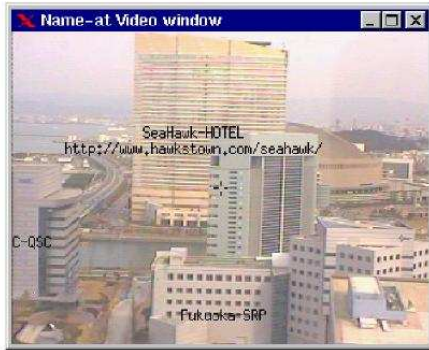 Name-at Video window
SeaHawk-HOTEL
http://www.hawkstown.com/seahawk/
C-QSC
Fukuoka-SRP